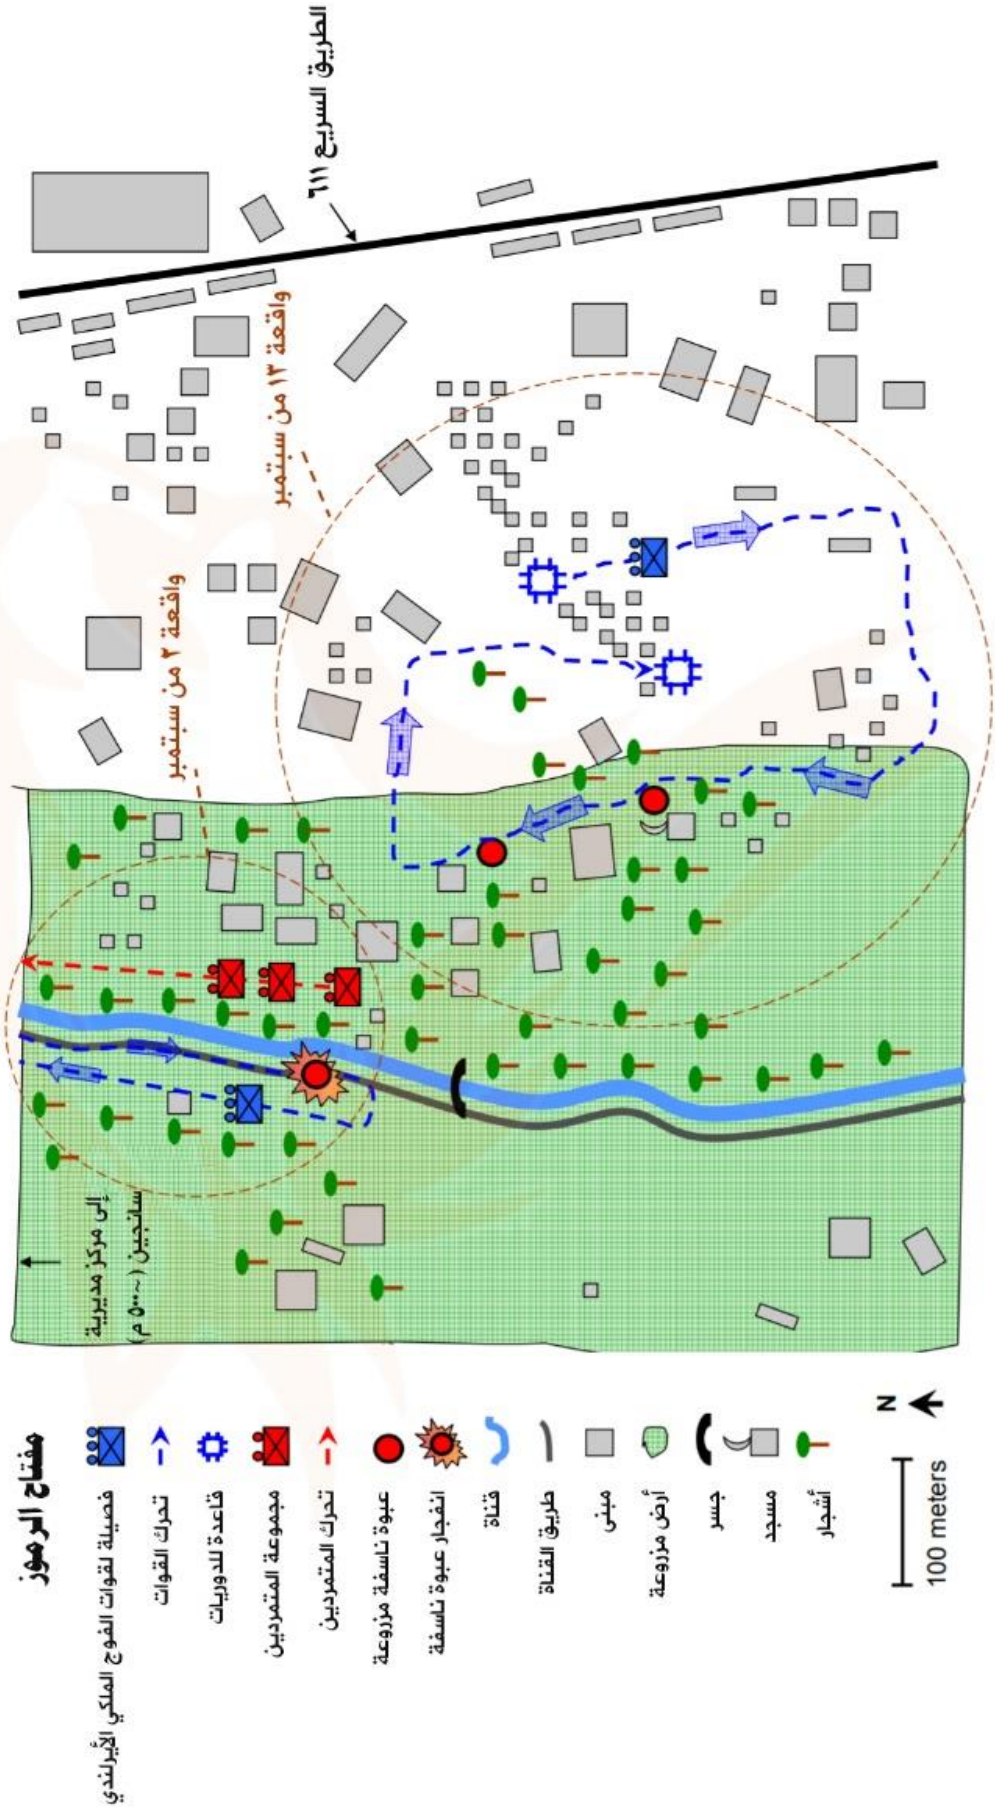 الطريق السريع ٦١١
واقعة ١٣ من سبتمبر
واقعة ٢ من سبتمبر
إلى مركز مديرية
سانجين (~٥٠٠ م)
مفتاح الرموز
فصيلة لقوات الفوج الملكي الأيرلندي
تحرك القوات
قاعدة للدوريات
مجموعة المتمردين
تحرك المتمردين
عبوة ناسفة مزروعة
انفجار عبوة ناسفة
قناة
طريق القناة
مبنى
أرض مزروعة
جسر
مسجد
أشجار
N
100 meters